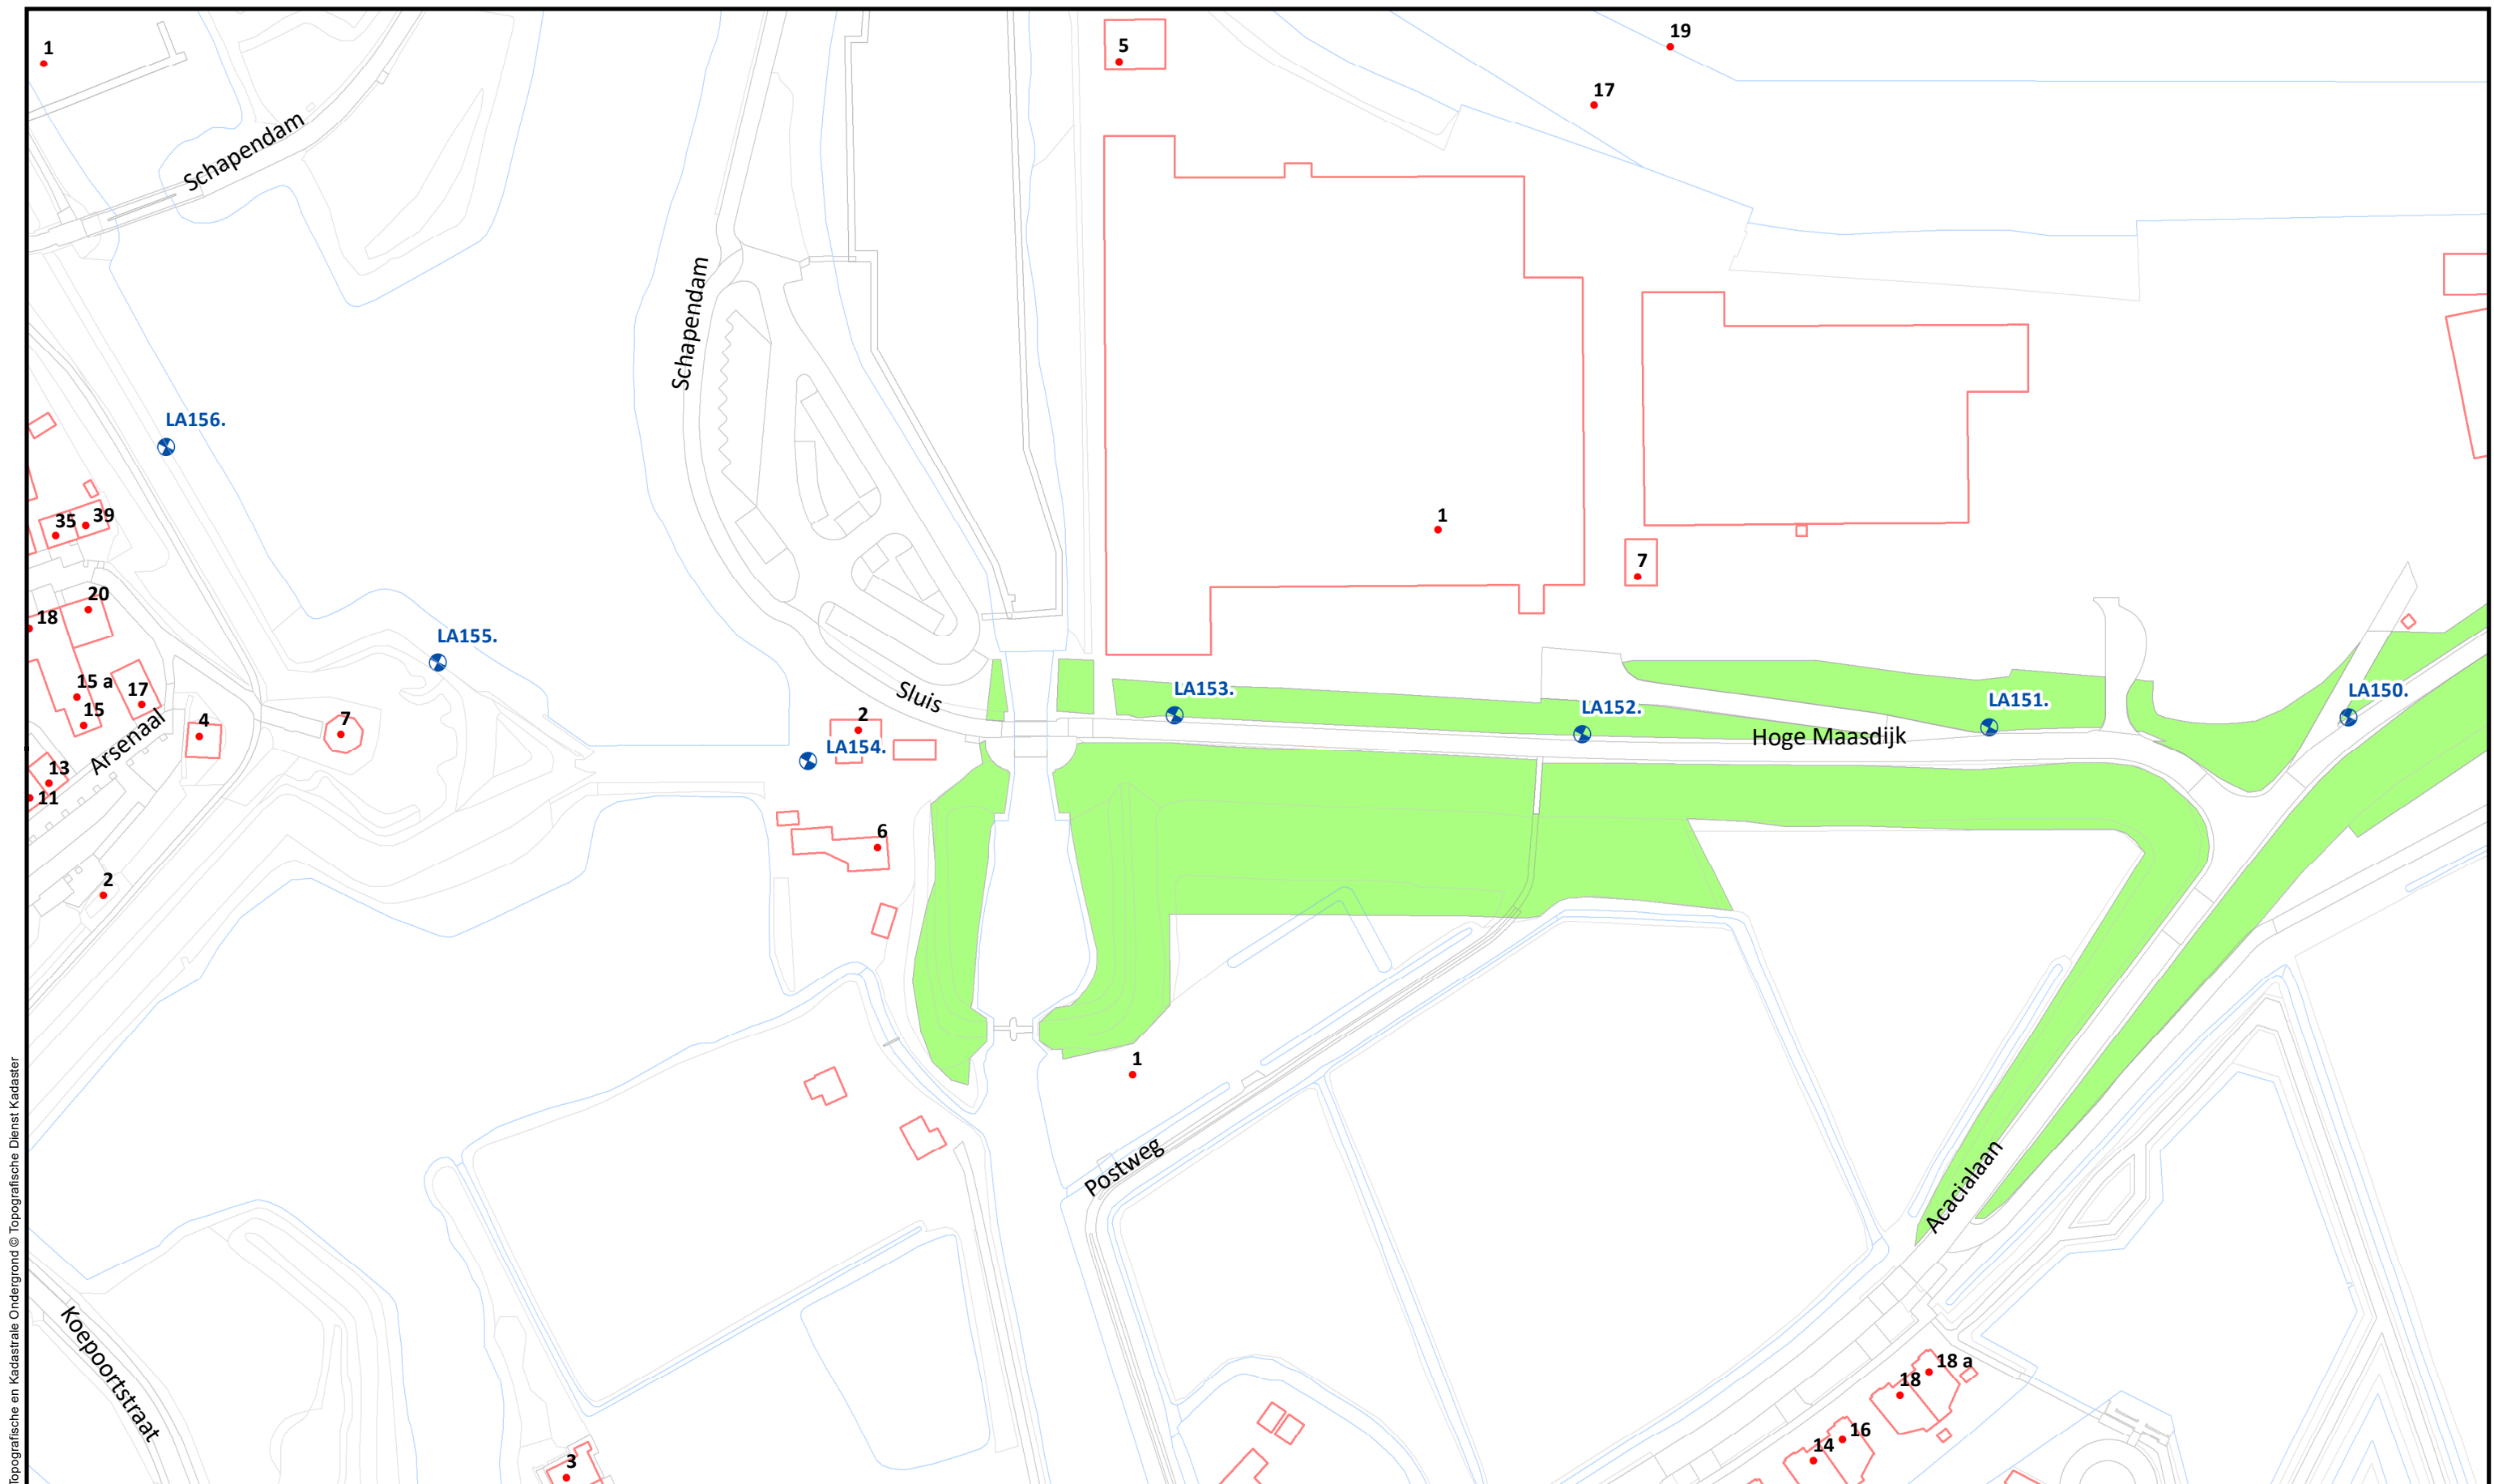 1
5
19
17
Schapendam
Schapendam
LA156.
35
39
1
7
20
18
LA155.
15 a
17
15
4
7
Arsenaal
13
11
2
Sluis
2
LA154.
6
LA153.
LA152.
LA151.
LA150.
Hoge Maasdijk
1
Postweg
Acacialaan
Koepoortstraat
18 a
18
16
14
3
Topografische en Kadastrale Ondergrond © Topografische Dienst Kadaster